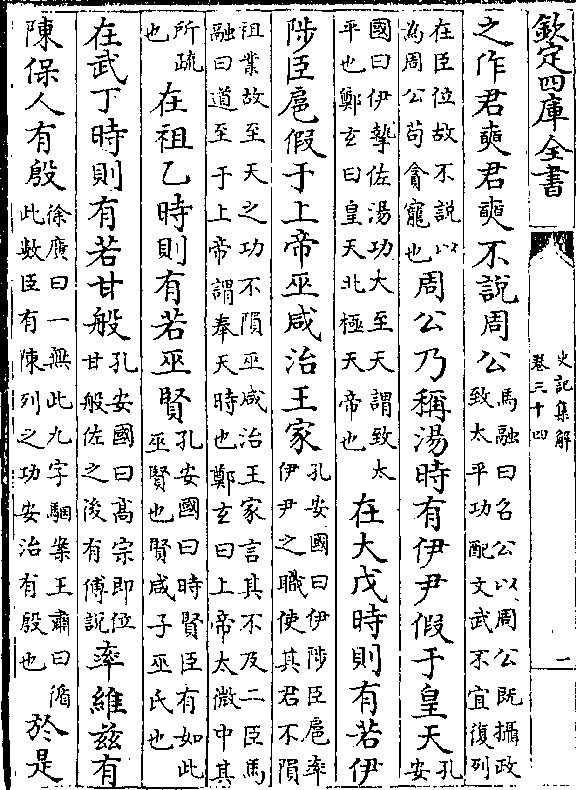 欽定四庫全書
史記集解
卷三十四
二
之作君奭君奭不說周公馬融曰名公以周公既攝政致太平功配文武不宜復列
在臣位故不說以為周公苟貪寵也周公乃稱湯時有伊尹假于皇天孔安
國曰伊摯佐湯功大至天謂致太平也鄭玄曰皇天北極天帝也在大戊時則有若伊
陟臣扈假于上帝巫咸治王家孔安國曰伊陟臣扈率伊尹之職使其君不隕
祖業故至天之功不隕巫咸治王家言其不及二臣馬融曰道至于上帝謂奉天時也鄭玄曰上帝太微中其
所疏也在祖乙時則有若巫賢孔安國曰時賢臣有如此巫賢也賢咸子巫氏也
在武丁時則有若甘般孔安國曰高宗即位甘般佐之後有傅說率維茲有
陳保人有殷徐廣曰一無此九字駰案王肅曰循此數臣有陳列之功安治有殷也於是